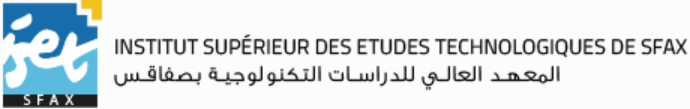 iset
SFAX
INSTITUT SUPÉRIEUR DES ETUDES TECHNOLOGIQUES DE SFAX
المعهد العالي للدراسات التكنولوجية بصفاقس